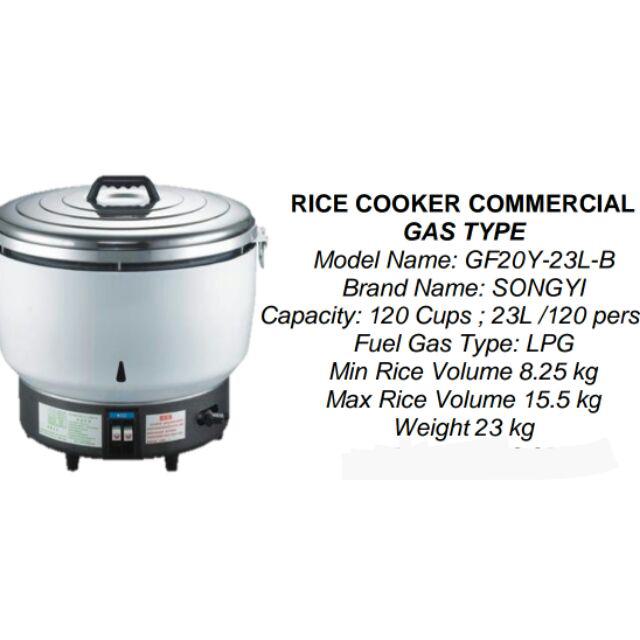 RICE COOKER COMMERCIAL
GAS TYPE
Model Name: GF20Y-23L-B
Brand Name: SONGYI
Capacity: 120 Cups ; 23L /120 pers
Fuel Gas Type: LPG
Min Rice Volume 8.25 kg
Max Rice Volume 15.5 kg
Weight 23 kg